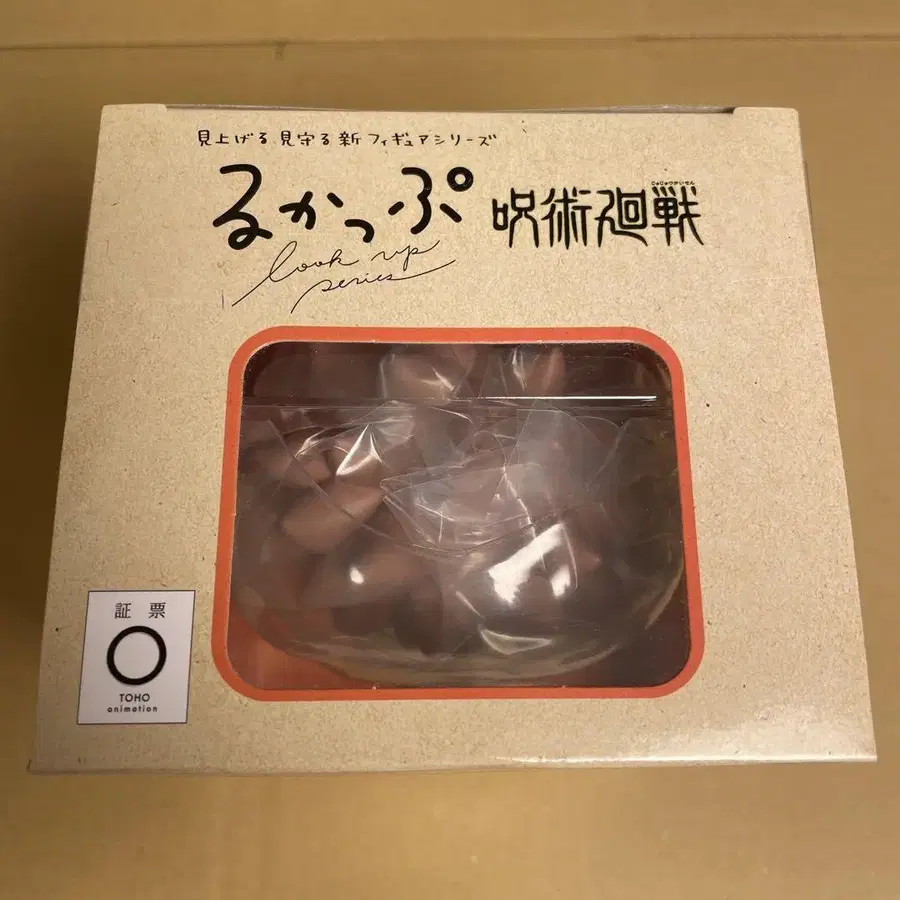 見上げる 見守る 新フィギュアシリーズ
るかっぷ
look up
series
じゅじゅつかいせん
呪術廻戦
証票
TOHO
animation